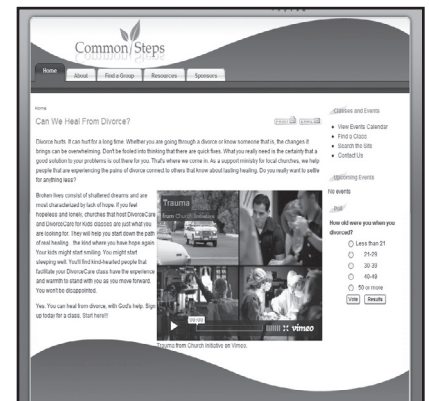 Common Steps
Home
About
Find a Group
Resources
Sponsors
Home
Can We Heal From Divorce?
Divorce hurts. It can hurt for a long time. Whether you are going through a divorce or know someone that is, the changes it
brings can be overwhelming. Don't be fooled into thinking that there are quick fixes. What you really need is the certainty that a
good solution to your problems is out there for you. That's where we come in. As a support ministry for local churches, we help
people that are experiencing the pains of divorce connect to others that know about lasting healing. Do you really want to settle
for anything less?
Broken lives consist of shattered dreams and are
most characterized by lack of hope. If you feel
hopeless and lonely, churches that host DivorceCare
and DivorceCare for Kids classes are just what you
are looking for. They will help you start down the path
of real healing the kind where you have hope again.
Your kids might start smiling. You might start
sleeping well. You'll find kind-hearted people that
facilitate your DivorceCare class have the experience
and warmth to stand with you as you move forward.
You won't be disappointed.
Yes. You can heal from divorce, with God's help. Sign
up today for a class. Start here!!!
Trauma
from Church Initiative
00:00
vimeo
Trauma from Church Initiative on Vimeo.
Classes and Events
View Events Calendar
Find a Class
Search the Site
Contact Us
Upcoming Events
No events
Poll
How old were you when you
divorced?
Less than 21
21-29
30-39
40-49
50 or more
Vote
Results